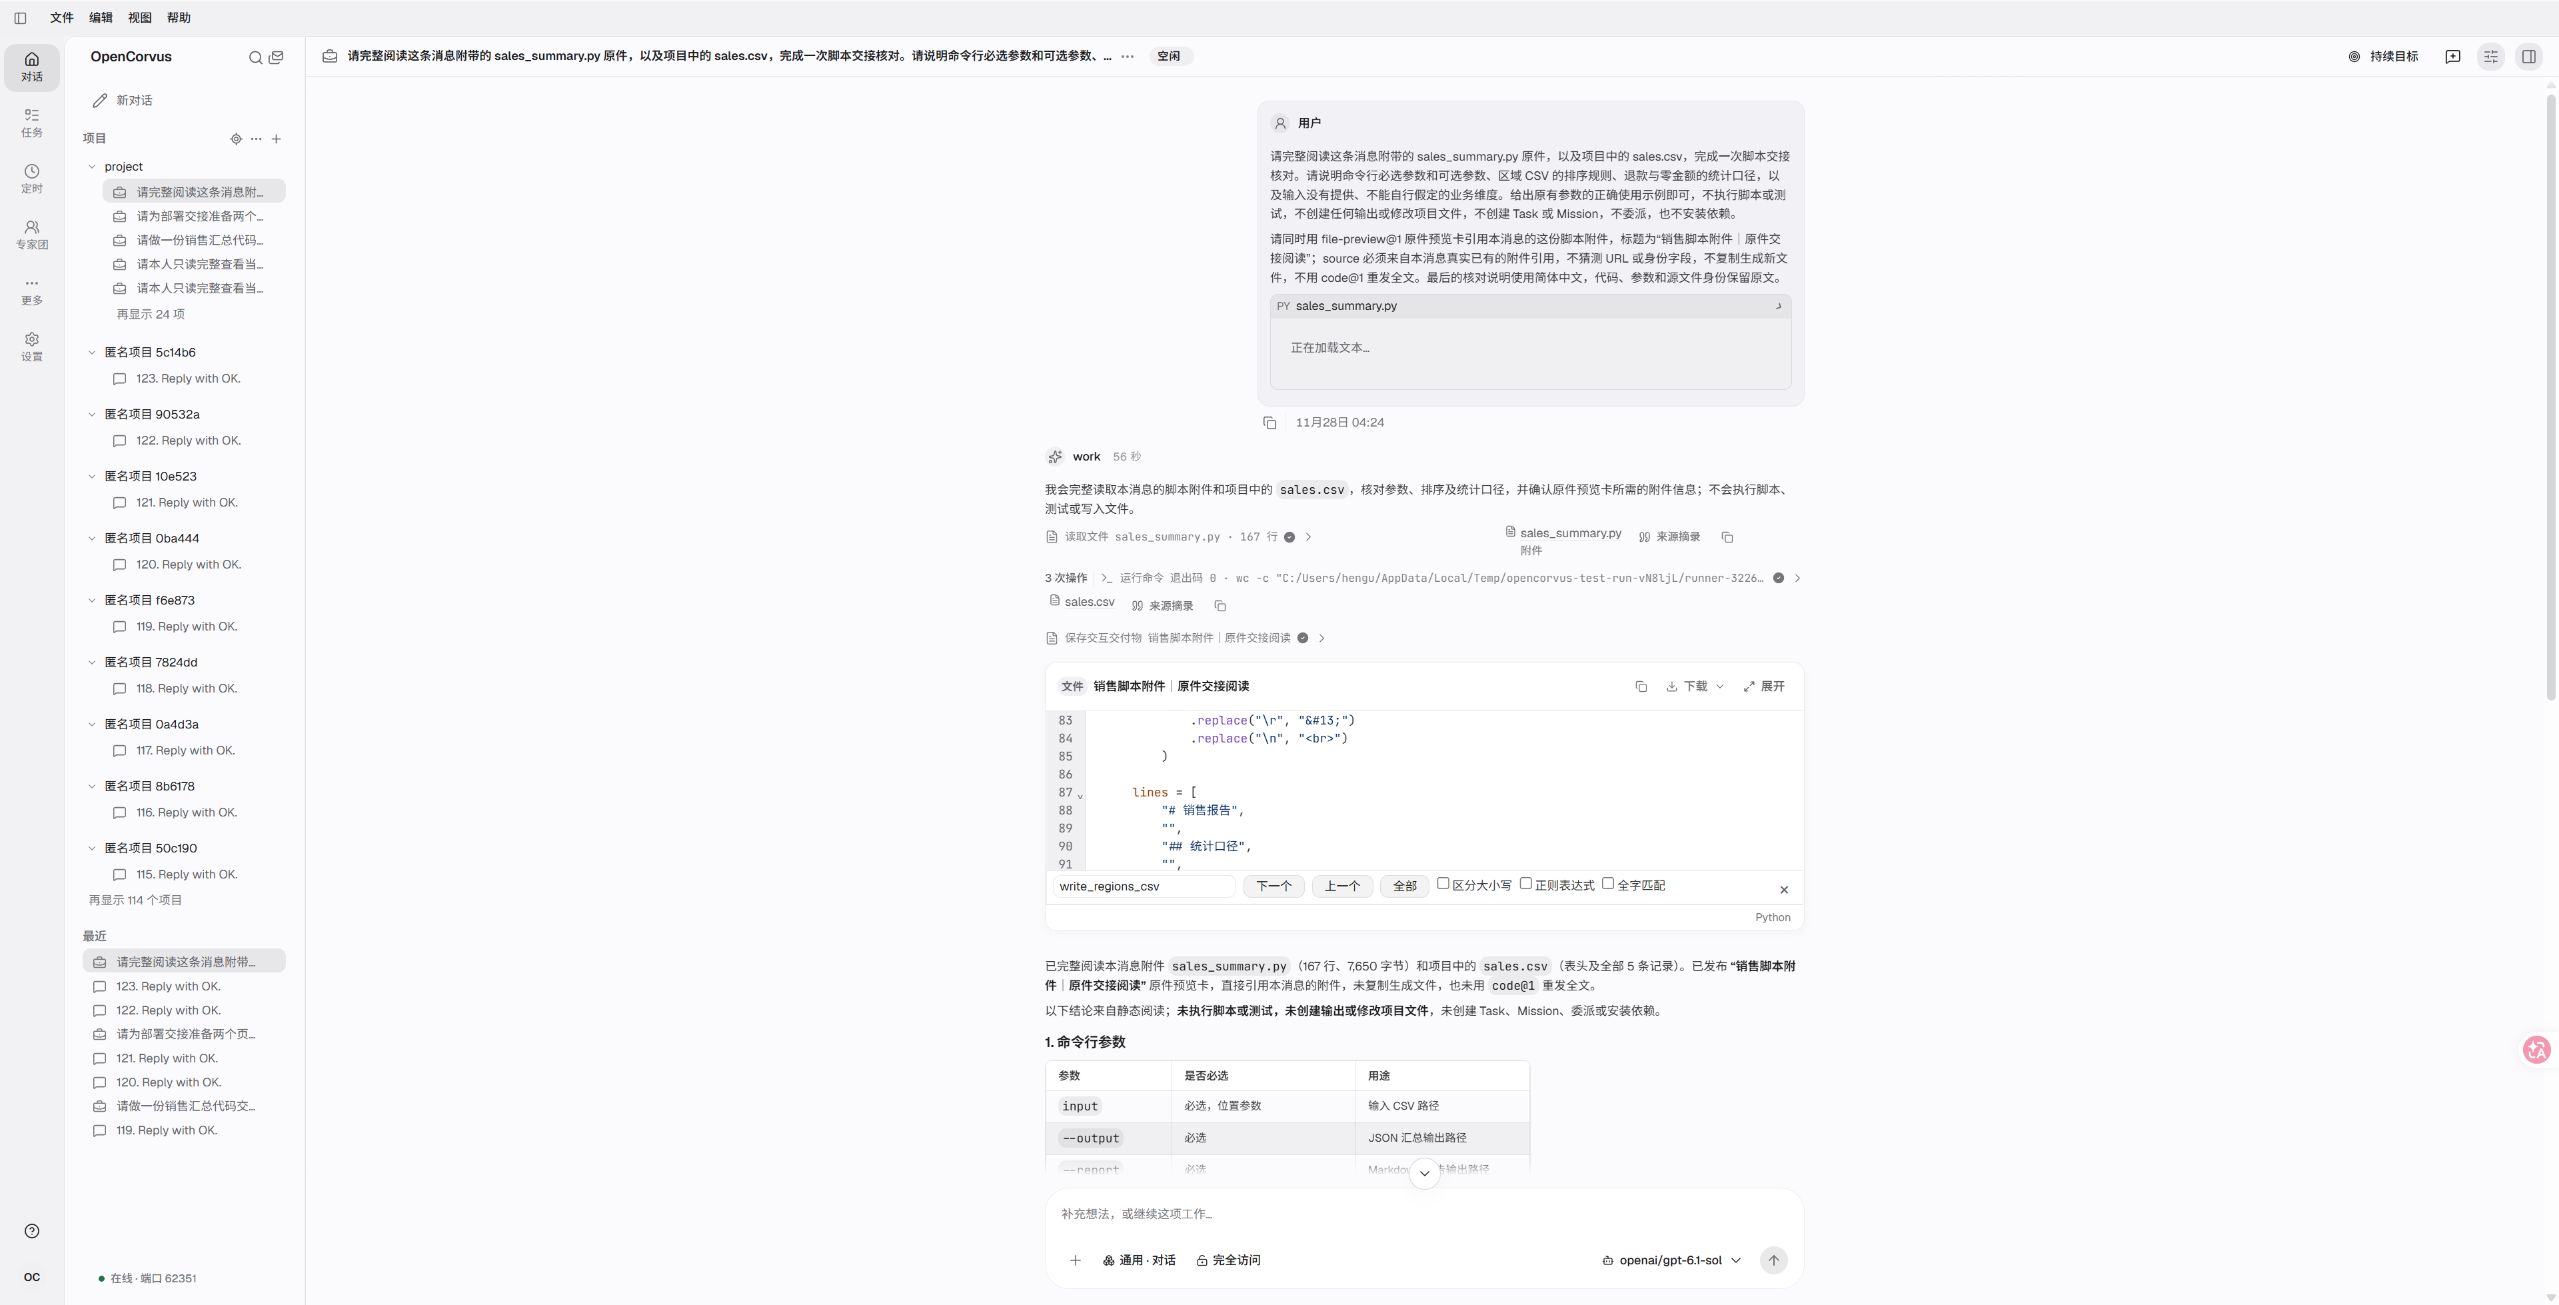 文件 编辑 视图 帮助
对话
任务
定时
专家团
更多
设置
OC
OpenCorvus
新对话
项目
project
请完整阅读这条消息附...
请为部署交接准备两个...
请做一份销售汇总代码...
请本人只读完整查看当...
请本人只读完整查看当...
再显示 24 项
匿名项目 5c14b6
123. Reply with OK.
匿名项目 90532a
122. Reply with OK.
匿名项目 10e523
121. Reply with OK.
匿名项目 0ba444
120. Reply with OK.
匿名项目 f6e873
119. Reply with OK.
匿名项目 7824dd
118. Reply with OK.
匿名项目 0a4d3a
117. Reply with OK.
匿名项目 8b6178
116. Reply with OK.
匿名项目 50c190
115. Reply with OK.
再显示 114 个项目
最近
请完整阅读这条消息附带...
123. Reply with OK.
122. Reply with OK.
请为部署交接准备两个页...
121. Reply with OK.
120. Reply with OK.
请做一份销售汇总代码交...
119. Reply with OK.
在线 · 端口 62351
请完整阅读这条消息附带的 sales_summary.py 原件，以及项目中的 sales.csv，完成一次脚本交接核对。请说明命令行必选参数和可选参数、... ··· 空闲
持续目标
用户
请完整阅读这条消息附带的 sales_summary.py 原件，以及项目中的 sales.csv，完成一次脚本交接
核对。请说明命令行必选参数和可选参数、区域 CSV 的排序规则、退款与零金额的统计口径，以
及输入没有提供、不能自行假定的业务维度。给出原有参数的正确使用示例即可，不执行脚本或测
试，不创建任何输出或修改项目文件，不创建 Task 或 Mission，不委派，也不安装依赖。
请同时用 file-preview@1 原件预览卡引用本消息的这份脚本附件，标题为“销售脚本附件｜原件交
接阅读”；source 必须来自本消息真实已有的附件引用，不猜测 URL 或身份字段，不复制生成新文
件，不用 code@1 重发全文。最后的核对说明使用简体中文，代码、参数和源文件身份保留原文。
PY sales_summary.py
正在加载文本...
11月28日 04:24
work 56 秒
我会完整读取本消息的脚本附件和项目中的 sales.csv，核对参数、排序及统计口径，并确认原件预览卡所需的附件信息；不会执行脚本、
测试或写入文件。
读取文件 sales_summary.py · 167 行
sales_summary.py 来源摘录
附件
3 次操作 >_ 运行命令 退出码 0 · wc -c "C:/Users/hengu/AppData/Local/Temp/opencorvus-test-run-vN8ljL/runner-3226...
sales.csv 来源摘录
保存交互交付物 销售脚本附件｜原件交接阅读
文件 销售脚本附件｜原件交接阅读 下载 展开
83 .replace("\r", "&#13;")
84 .replace("\n", "<br>")
85 )
86
87 lines = [
88 "# 销售报告",
89 "",
90 "## 统计口径",
91 "",
write_regions_csv 下一个 上一个 全部 区分大小写 正则表达式 全字匹配 ×
Python
已完整阅读本消息附件 sales_summary.py（167 行、7,650 字节）和项目中的 sales.csv（表头及全部 5 条记录）。已发布 “销售脚本附
件｜原件交接阅读” 原件预览卡，直接引用本消息的附件，未复制生成文件，也未用 code@1 重发全文。
以下结论来自静态阅读；未执行脚本或测试，未创建输出或修改项目文件，未创建 Task、Mission、委派或安装依赖。
1. 命令行参数
参数 是否必选 用途
input 必选，位置参数 输入 CSV 路径
--output 必选 JSON 汇总输出路径
--report 必选 Markdow 告输出路径
补充想法，或继续这项工作...
通用 · 对话 完全访问
openai/gpt-6.1-sol